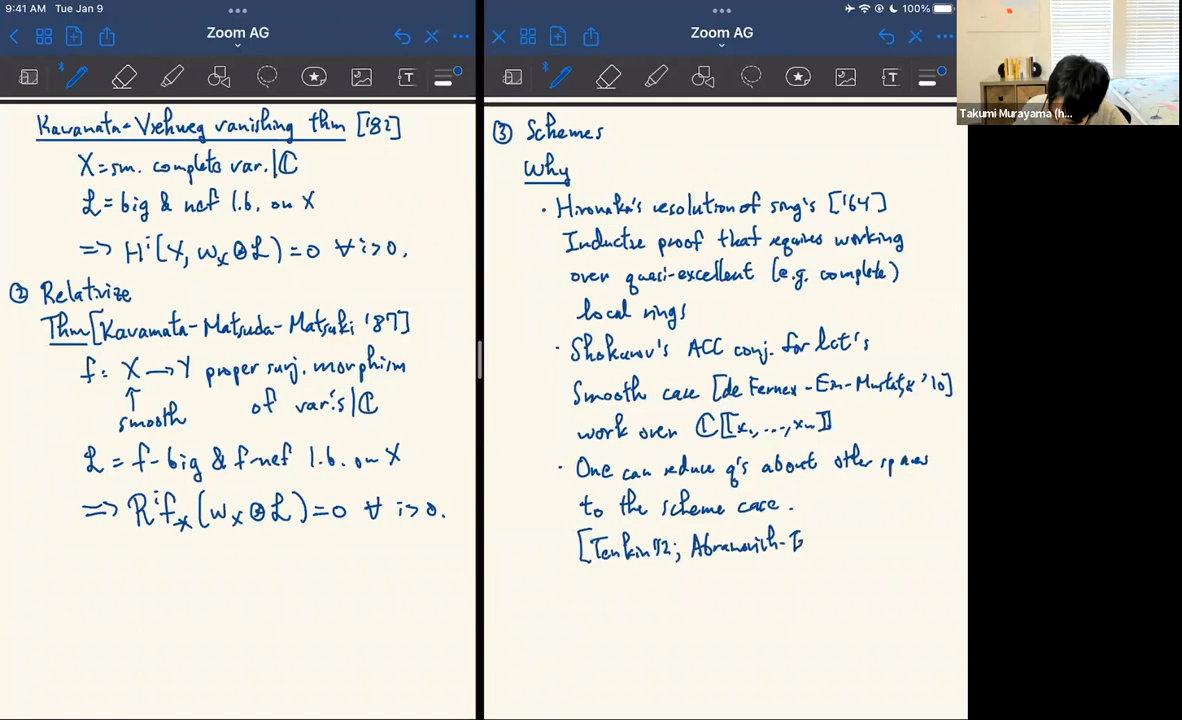 9:41 AM Tue Jan 9
100%
Zoom AG
Zoom AG
Takumi Murayama (h...
Kawamata-Viehweg vanishing thm ['82]
X = sm. complete var. / ℂ
ℒ = big & nef l.b. on X
=> Hⁱ(X, ω_X ⊗ ℒ) = 0 ∀ i>0.
② Relativize
Thm [Kawamata-Matsuda-Matsuki '87]
f: X → Y proper surj. morphism
↑
smooth of var.'s / ℂ
ℒ = f-big & f-nef l.b. on X
=> Rⁱf_*(ω_X ⊗ ℒ) = 0 ∀ i>0.
③ Schemes
Why
· Hironaka's resolution of sing's ['64]
Inductive proof that requires working
over quasi-excellent (e.g. complete)
local rings
· Shokurov's ACC conj. for lct's
Smooth case [de Fernex-Ein-Mustață '10]
work over ℂ[[x₁, ..., xₙ]]
· One can reduce q's about other spaces
to the scheme case.
[Temkin '12; Abramovich-T